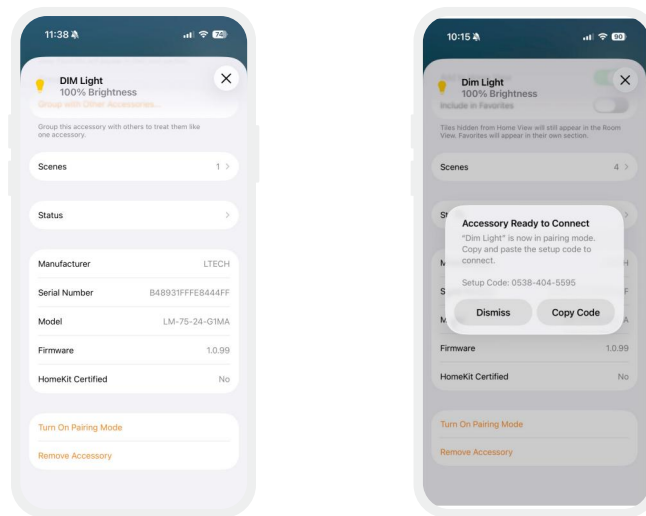 11:38
74
DIM Light
100% Brightness
Group with Other Accessories...
Group this accessory with others to treat them like
one accessory.
Scenes
1
Status
Manufacturer
LTECH
Serial Number
B48931FFFE8444FF
Model
LM-75-24-G1MA
Firmware
1.0.99
HomeKit Certified
No
Turn On Pairing Mode
Remove Accessory
10:15
90
Dim Light
100% Brightness
Include in Favorites
Tiles hidden from Home View will still appear in the Room
View. Favorites will appear in their own section.
Scenes
4
St
Accessory Ready to Connect
"Dim Light" is now in pairing mode.
Copy and paste the setup code to
connect.
Setup Code: 0538-404-5595
Dismiss
Copy Code
M
H
S
F
M
A
Firmware
1.0.99
HomeKit Certified
No
Turn On Pairing Mode
Remove Accessory